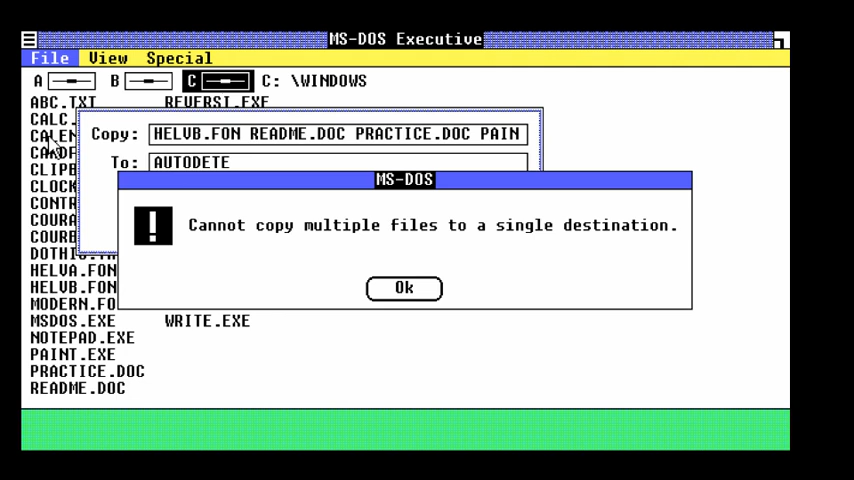 MS-DOS Executive
File View Special
A B C C: \WINDOWS
ABC.TXT REVERSI.EXE
CALC.
Copy: HELVB.FON README.DOC PRACTICE.DOC PAIN
CALEN
To: AUTODETE
CLIPB
MS-DOS
CLOCK
CONTR
COURA
Cannot copy multiple files to a single destination.
COURB
HELVA.FON
HELVB.FON
Ok
MODERN.FO
MSDOS.EXE WRITE.EXE
NOTEPAD.EXE
PAINT.EXE
PRACTICE.DOC
README.DOC